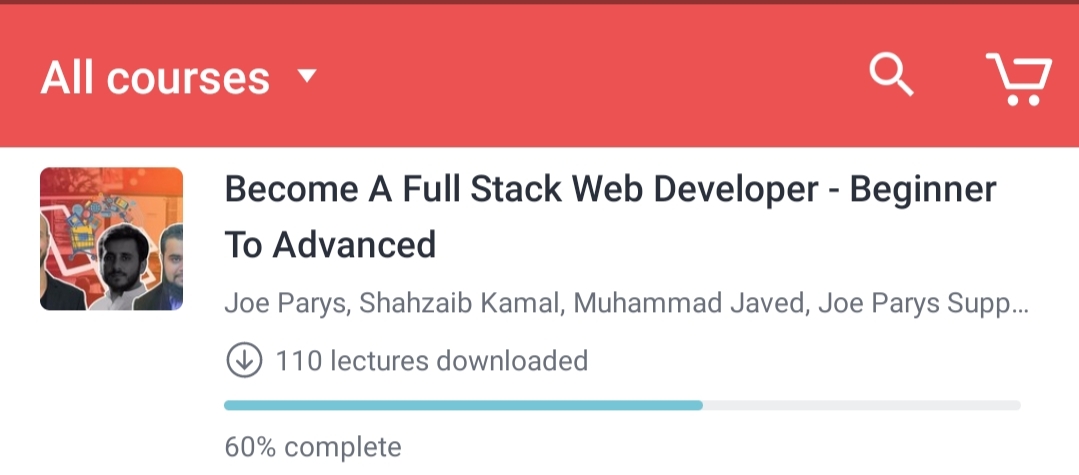 All courses
Become A Full Stack Web Developer - Beginner
To Advanced
Joe Parys, Shahzaib Kamal, Muhammad Javed, Joe Parys Supp...
110 lectures downloaded
60% complete